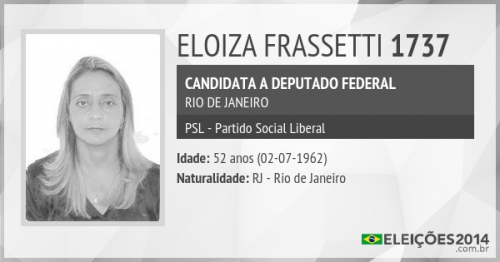 ELOIZA FRASSETTI 1737
CANDIDATA A DEPUTADO FEDERAL
RIO DE JANEIRO
PSL - Partido Social Liberal
Idade: 52 anos (02-07-1962)
Naturalidade: RJ - Rio de Janeiro
ELEIÇÕES2014
.com.br